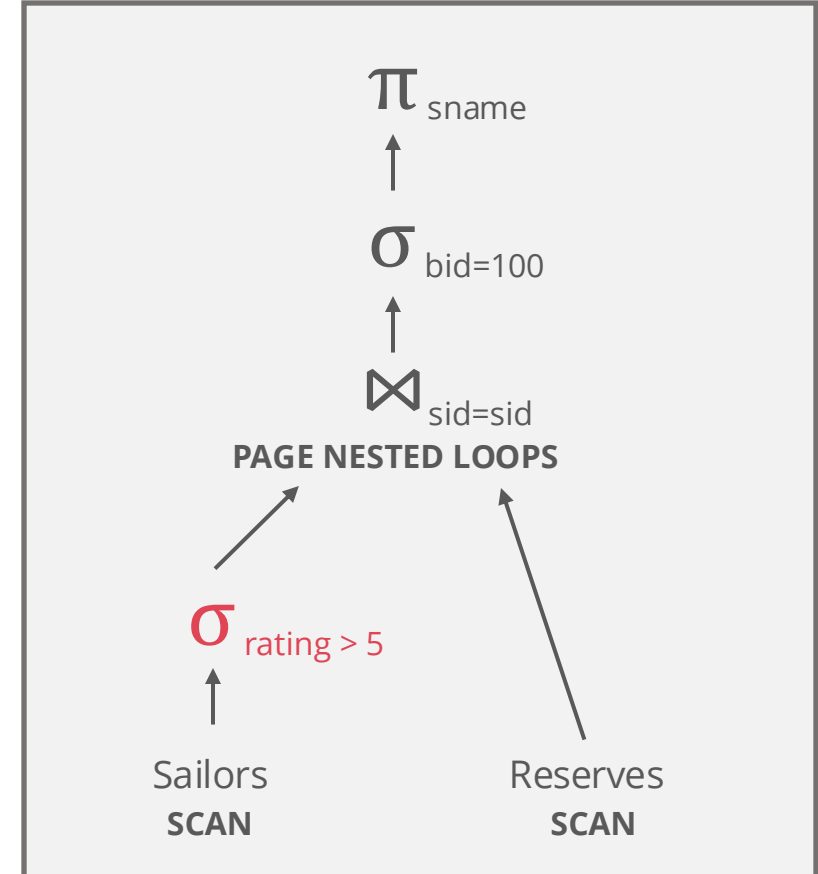 π sname
σ bid=100
⋈ sid=sid
PAGE NESTED LOOPS
σ rating > 5
Sailors Reserves
SCAN SCAN